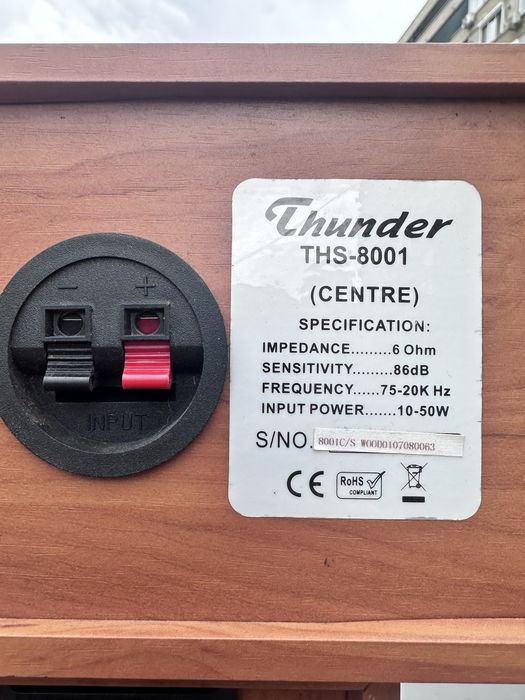 Thunder
THS-8001
(CENTRE)
SPECIFICATION:
IMPEDANCE.........6 Ohm
SENSITIVITY.........86dB
FREQUENCY......75-20K Hz
INPUT POWER.......10-50W
S/NO. 8001C/S WOOD0107080063
CE RoHS
COMPLIANT
- +
INPUT